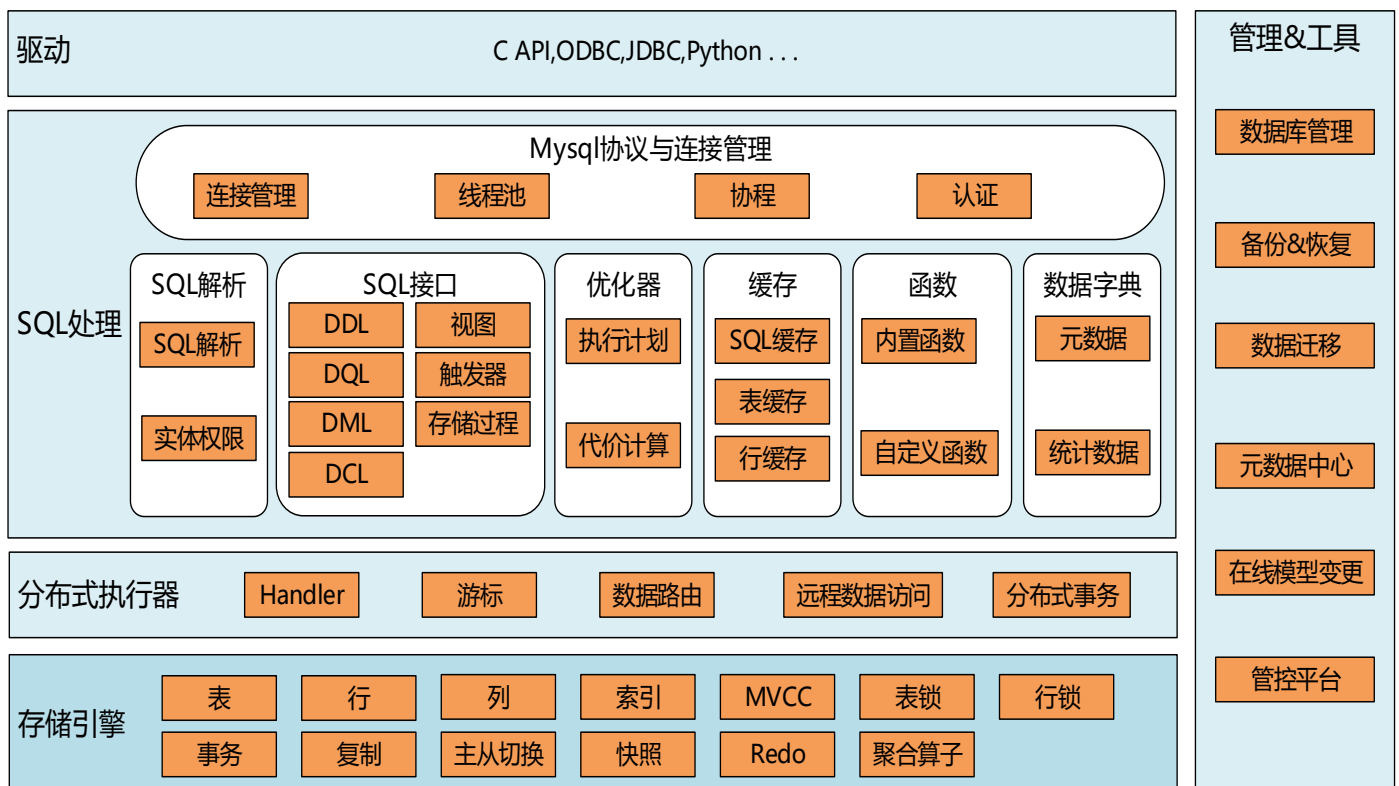 驱动
C API,ODBC,JDBC,Python . . .
SQL处理
Mysql协议与连接管理
连接管理
线程池
协程
认证
SQL解析
SQL解析
实体权限
SQL接口
DDL
视图
DQL
触发器
DML
存储过程
DCL
优化器
执行计划
代价计算
缓存
SQL缓存
表缓存
行缓存
函数
内置函数
自定义函数
数据字典
元数据
统计数据
分布式执行器
Handler
游标
数据路由
远程数据访问
分布式事务
存储引擎
表
行
列
索引
MVCC
表锁
行锁
事务
复制
主从切换
快照
Redo
聚合算子
管理&工具
数据库管理
备份&恢复
数据迁移
元数据中心
在线模型变更
管控平台